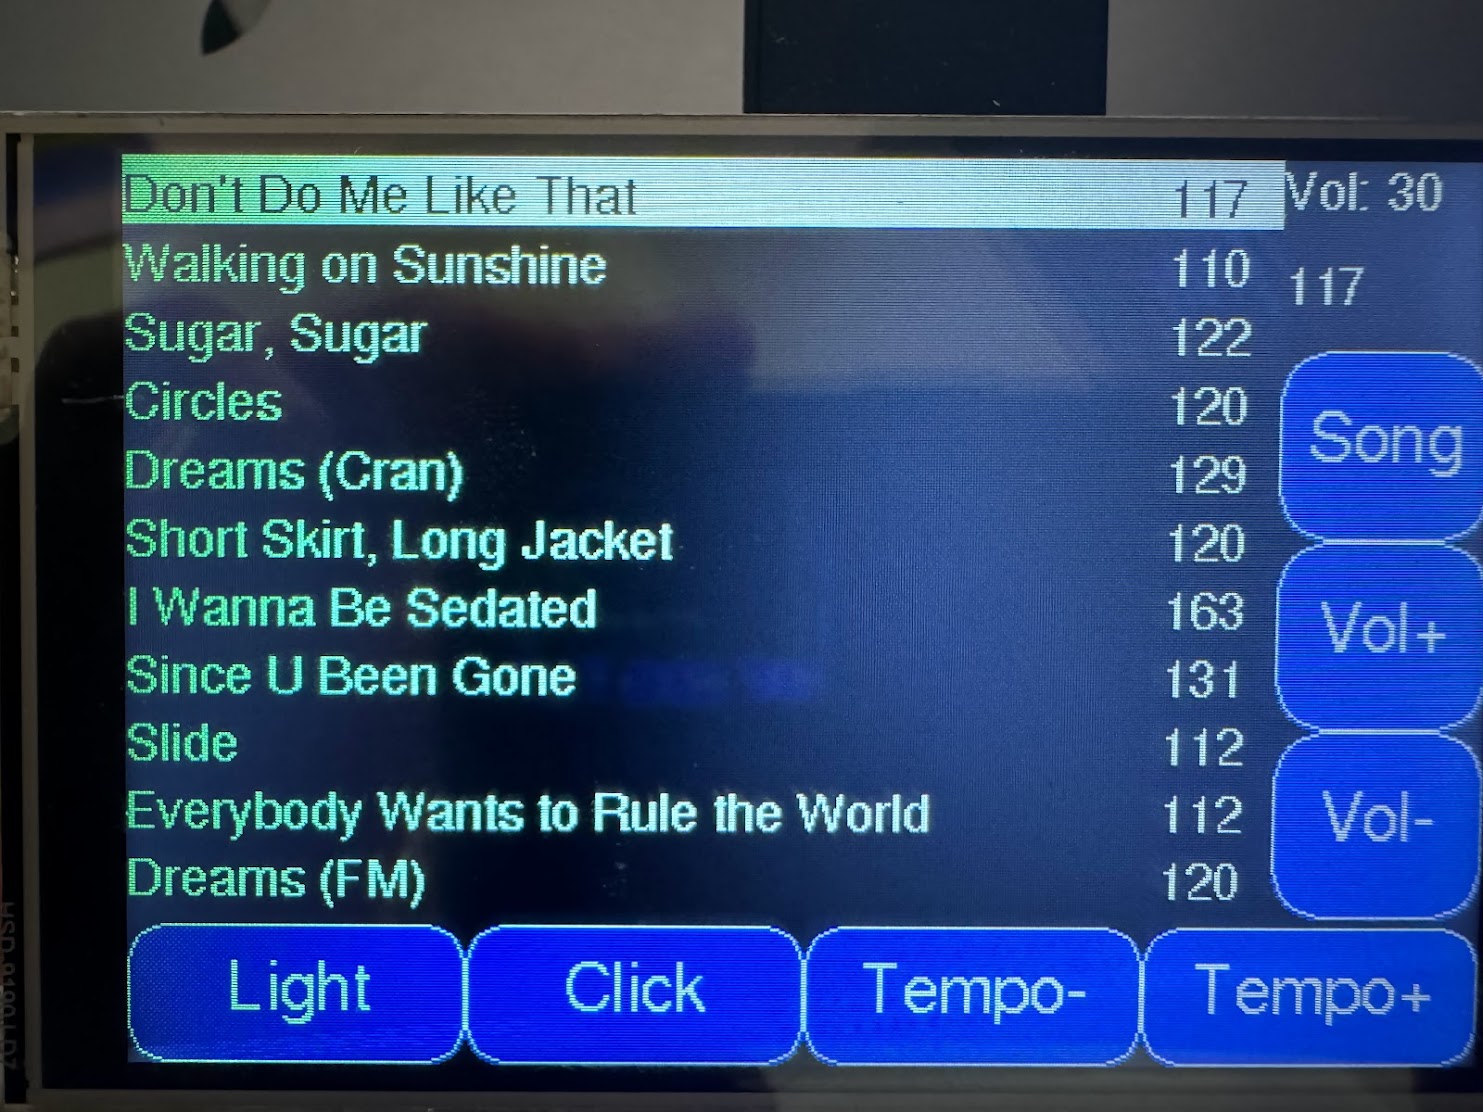 Don't Do Me Like That 117 Vol: 30
Walking on Sunshine 110
117
Sugar, Sugar 122
Circles 120
Song
Dreams (Cran) 129
Short Skirt, Long Jacket 120
I Wanna Be Sedated 163
Vol+
Since U Been Gone 131
Slide 112
Everybody Wants to Rule the World 112
Vol-
Dreams (FM) 120
Light Click Tempo- Tempo+